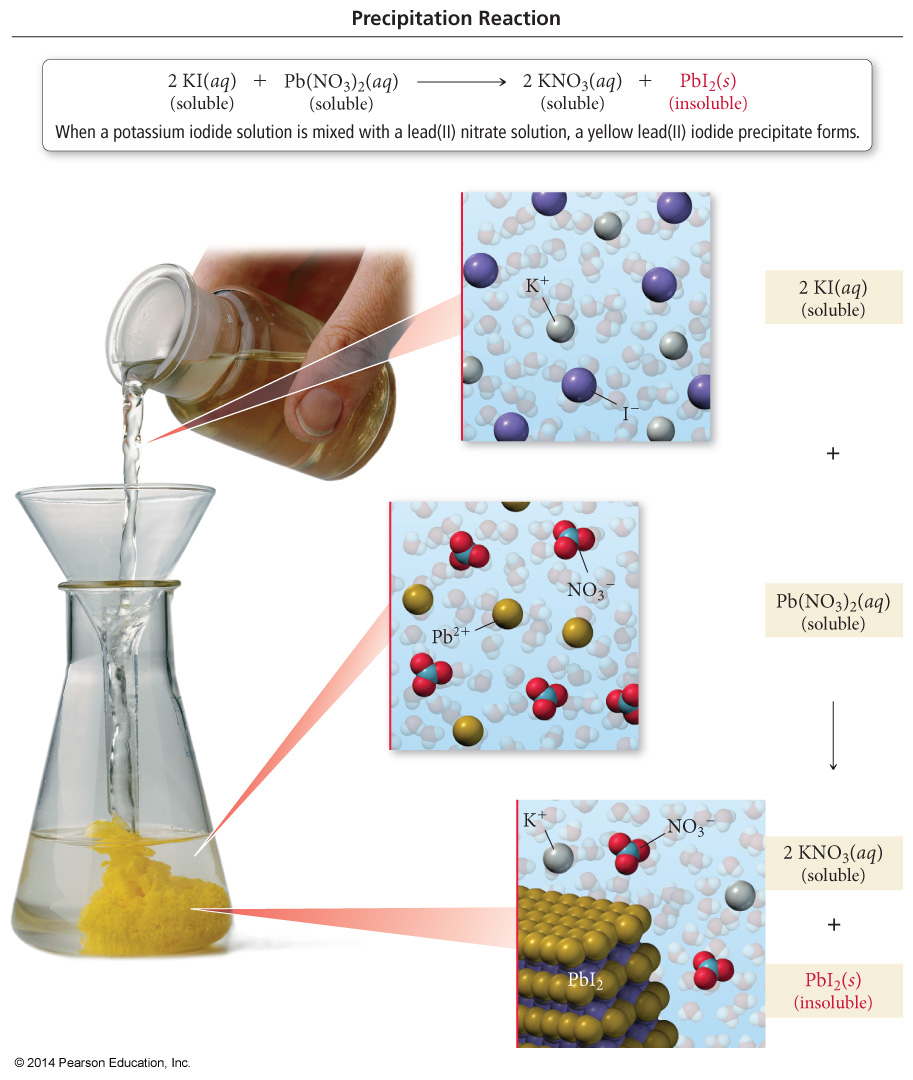 Precipitation Reaction
2 KI(aq) + Pb(NO₃)₂(aq) ⟶ 2 KNO₃(aq) + PbI₂(s)
(soluble) (soluble) (soluble) (insoluble)
When a potassium iodide solution is mixed with a lead(II) nitrate solution, a yellow lead(II) iodide precipitate forms.
K⁺
I⁻
2 KI(aq)
(soluble)
+
NO₃⁻
Pb²⁺
Pb(NO₃)₂(aq)
(soluble)
K⁺
NO₃⁻
PbI₂
2 KNO₃(aq)
(soluble)
+
PbI₂(s)
(insoluble)
© 2014 Pearson Education, Inc.